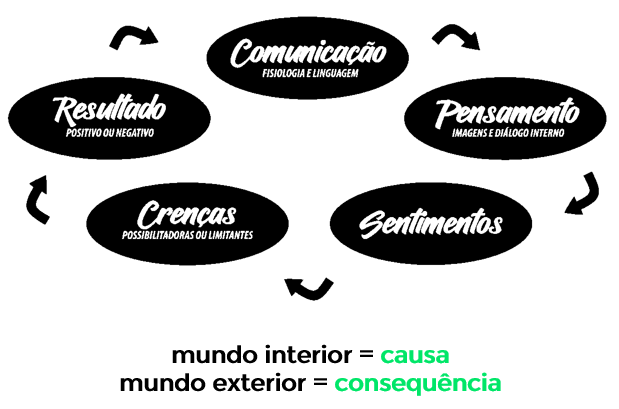 Comunicação
FISIOLOGIA E LINGUAGEM
Pensamento
IMAGENS E DIÁLOGO INTERNO
Sentimentos
Crenças
POSSIBILITADORAS OU LIMITANTES
Resultado
POSITIVO OU NEGATIVO
mundo interior = causa
mundo exterior = consequência